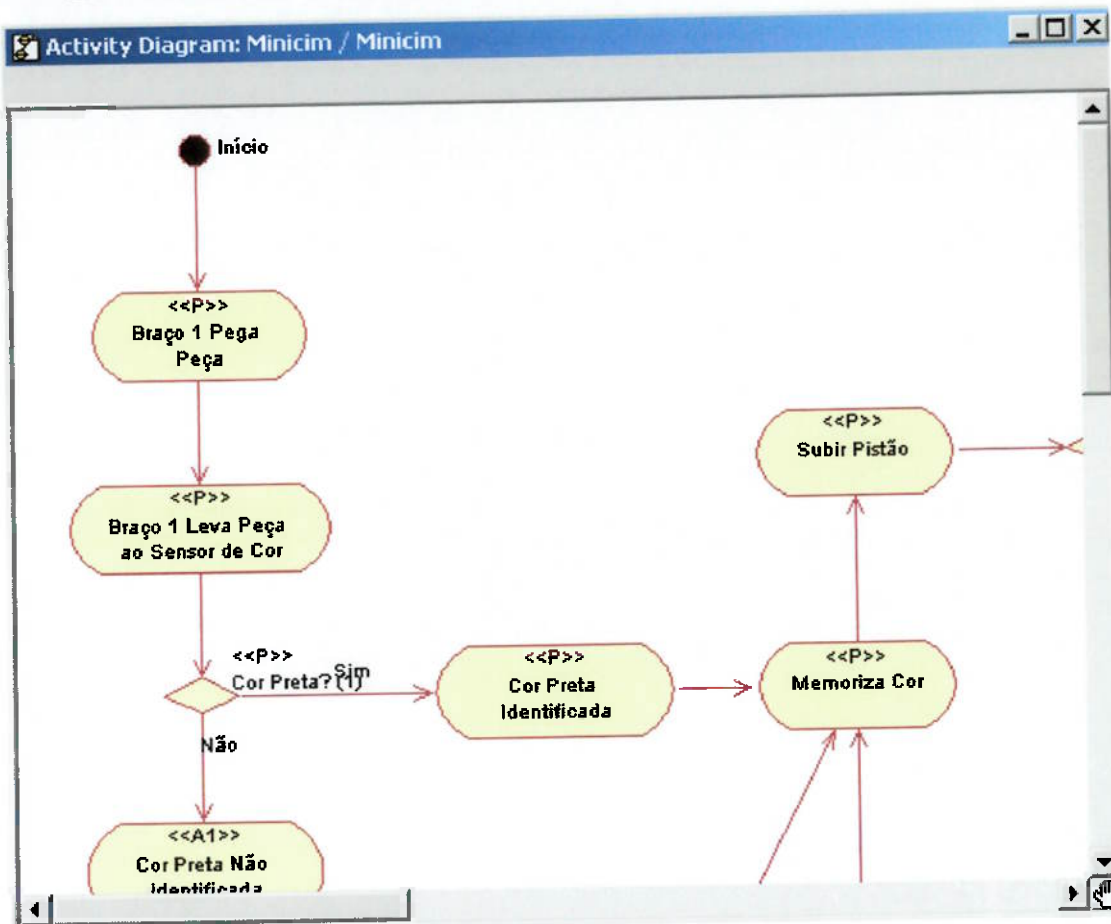 Activity Diagram: Minicim / Minicim
Início
<<P>>
Braço 1 Pega
Peça
<<P>>
Braço 1 Leva Peça
ao Sensor de Cor
<<P>>
Cor Preta? (1)
Sim
Não
<<P>>
Cor Preta
Identificada
<<P>>
Memoriza Cor
<<P>>
Subir Pistão
<<A1>>
Cor Preta Não
Identificada